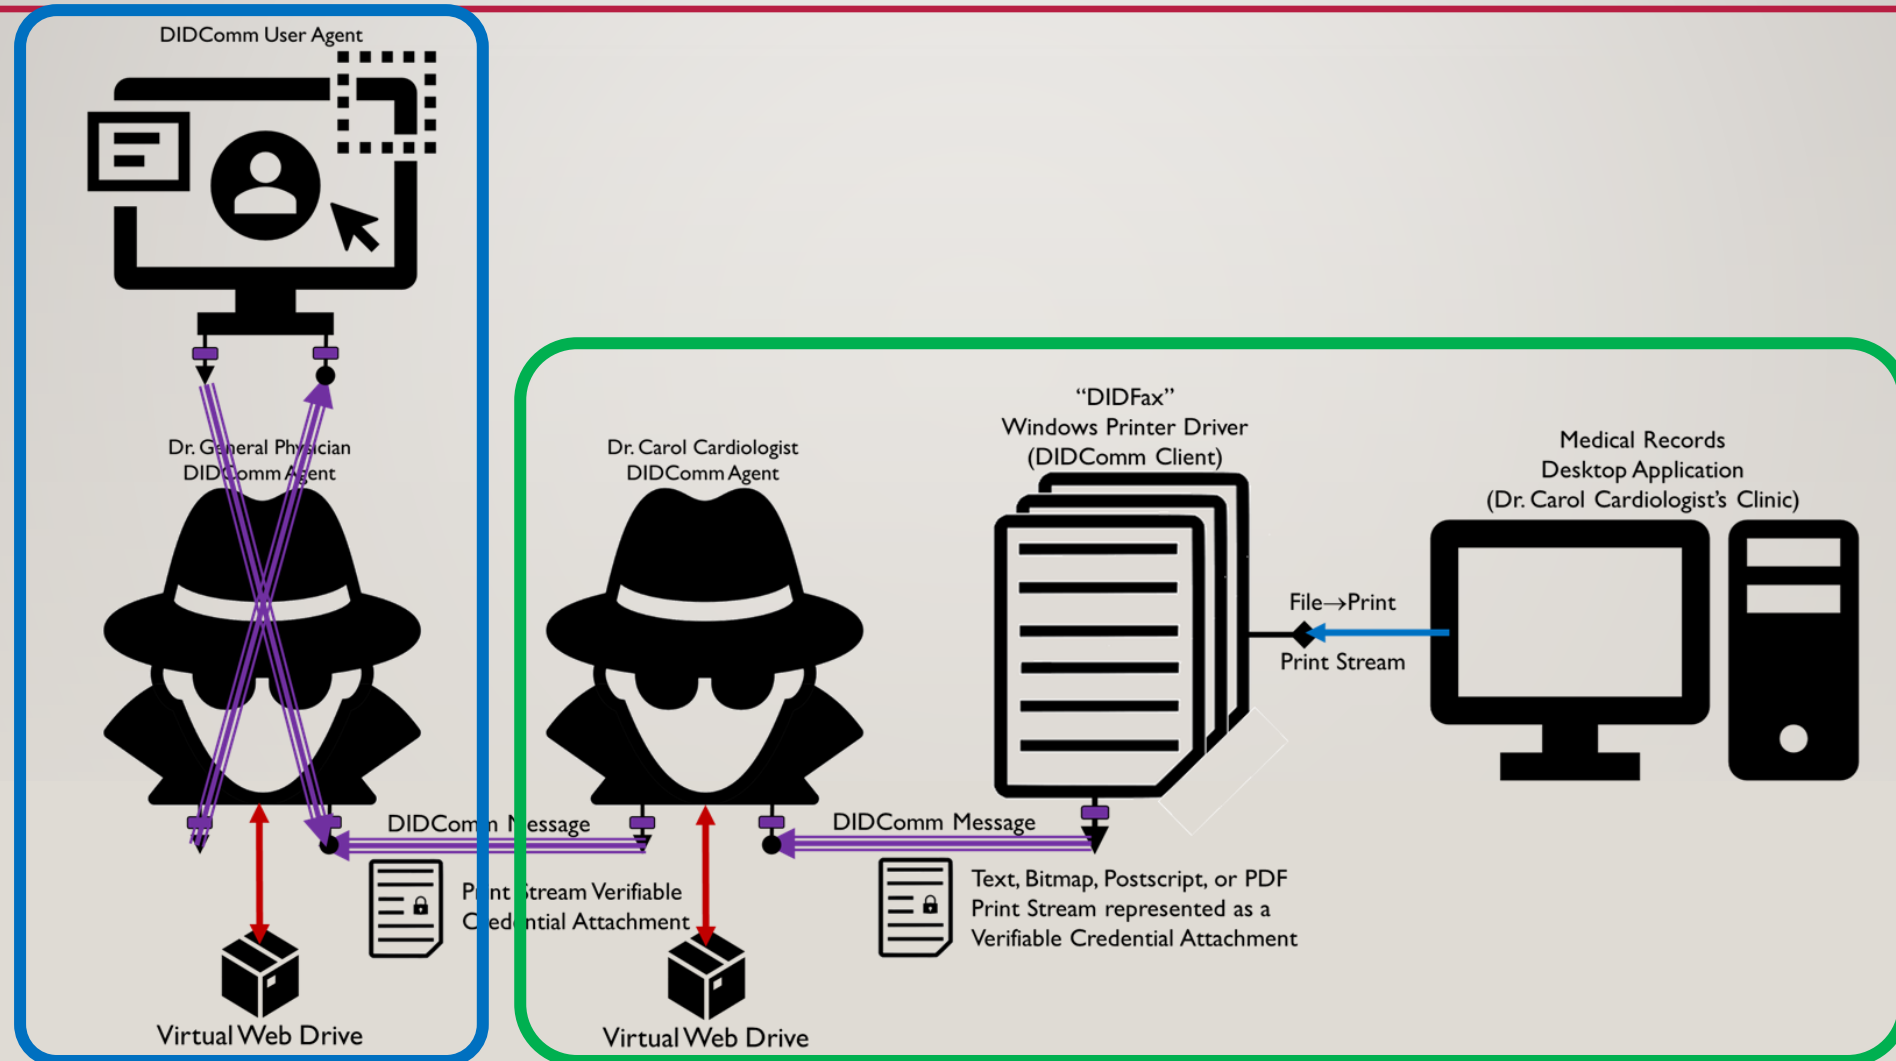 DIDComm User Agent
Dr. General Physician
DIDComm Agent
Dr. Carol Cardiologist
DIDComm Agent
“DIDFax”
Windows Printer Driver
(DIDComm Client)
Medical Records
Desktop Application
(Dr. Carol Cardiologist’s Clinic)
File→Print
Print Stream
DIDComm Message
DIDComm Message
Print Stream Verifiable
Credential Attachment
Text, Bitmap, Postscript, or PDF
Print Stream represented as a
Verifiable Credential Attachment
Virtual Web Drive
Virtual Web Drive